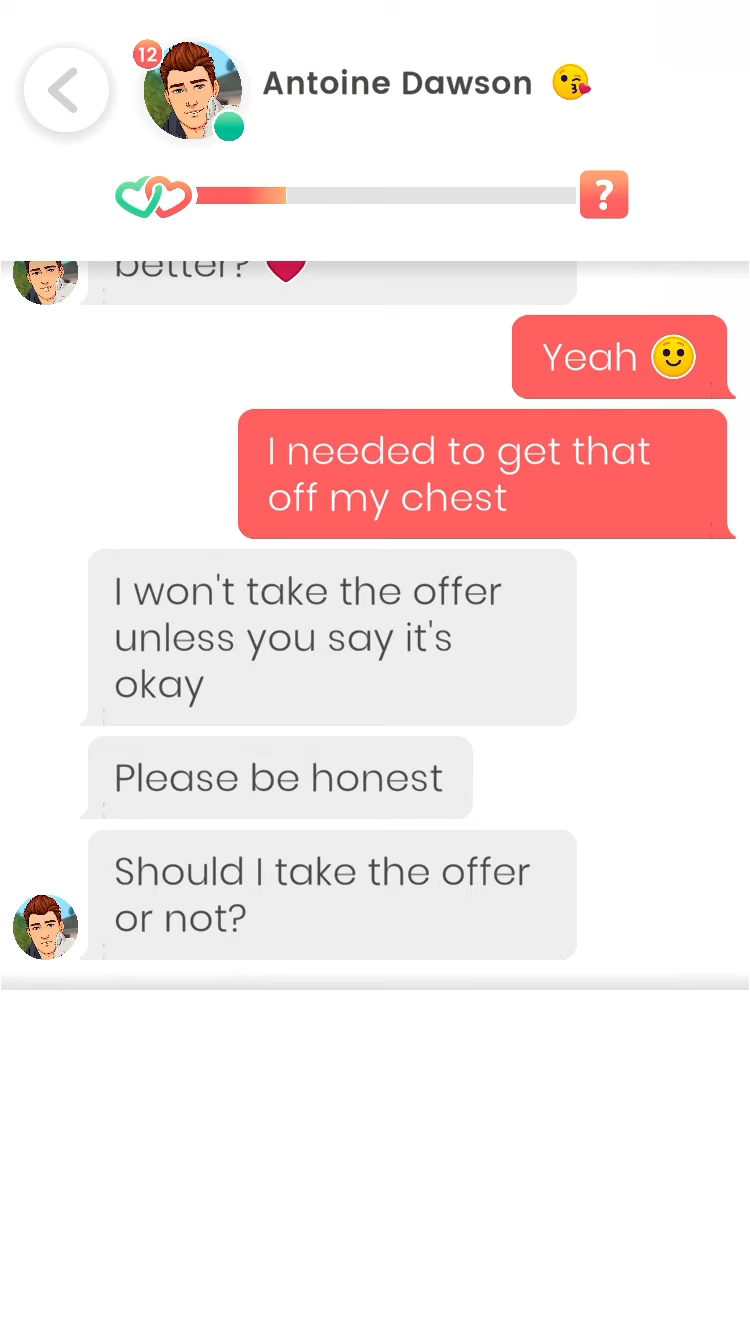 12
Antoine Dawson 😘
?
better? ❤
Yeah 🙂
I needed to get that
off my chest
I won't take the offer
unless you say it's
okay
Please be honest
Should I take the offer
or not?